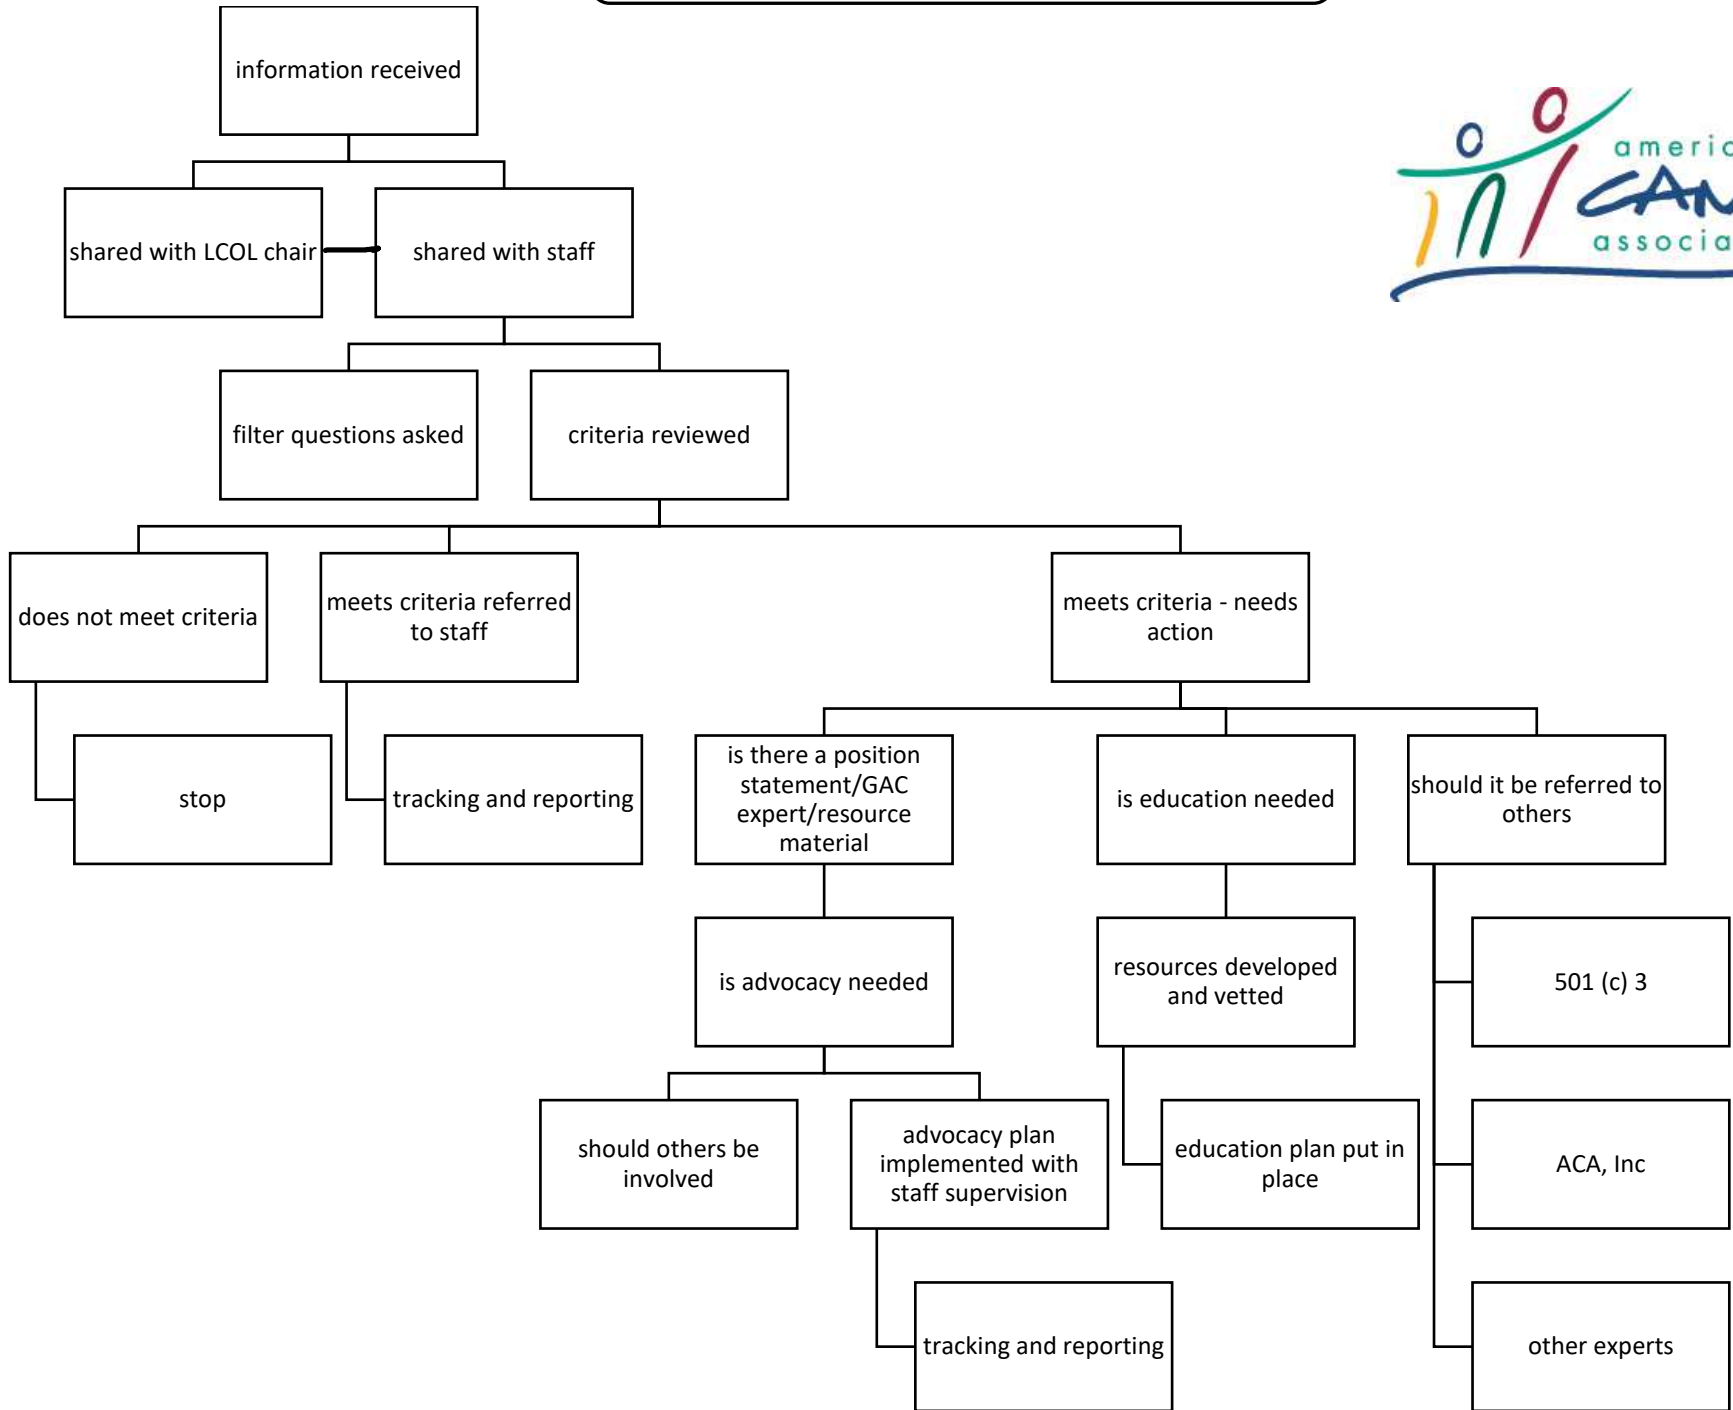 information received
americ
CAM
associa
shared with LCOL chair
shared with staff
filter questions asked
criteria reviewed
does not meet criteria
meets criteria referred
to staff
meets criteria - needs
action
stop
tracking and reporting
is there a position
statement/GAC
expert/resource
material
is education needed
should it be referred to
others
is advocacy needed
resources developed
and vetted
501 (c) 3
should others be
involved
advocacy plan
implemented with
staff supervision
education plan put in
place
ACA, Inc
tracking and reporting
other experts